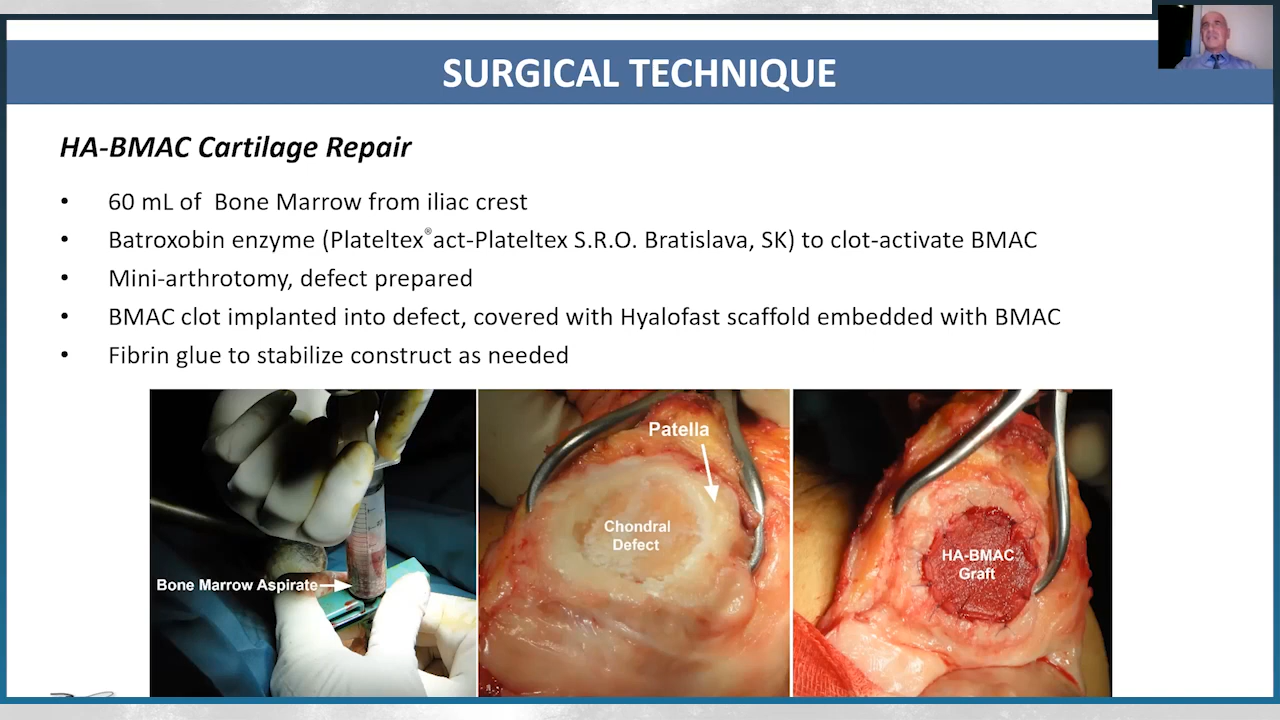 SURGICAL TECHNIQUE
HA-BMAC Cartilage Repair
• 60 mL of Bone Marrow from iliac crest
• Batroxobin enzyme (Plateltex®act-Plateltex S.R.O. Bratislava, SK) to clot-activate BMAC
• Mini-arthrotomy, defect prepared
• BMAC clot implanted into defect, covered with Hyalofast scaffold embedded with BMAC
• Fibrin glue to stabilize construct as needed
Bone Marrow Aspirate
Patella
Chondral
Defect
HA-BMAC
Graft